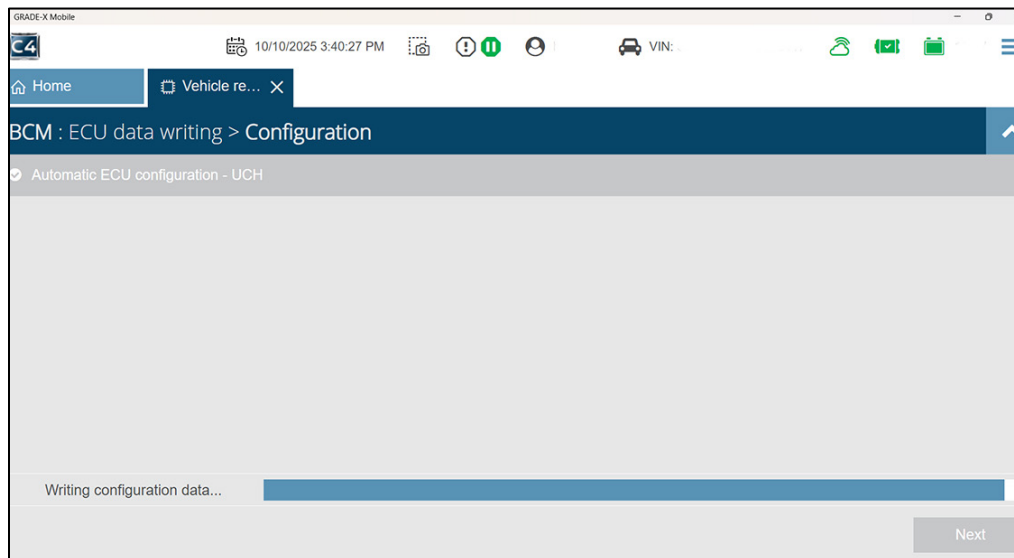 GRADE-X Mobile
C4 10/10/2025 3:40:27 PM VIN:
Home Vehicle re...
BCM : ECU data writing > Configuration
Automatic ECU configuration - UCH
Writing configuration data...
Next